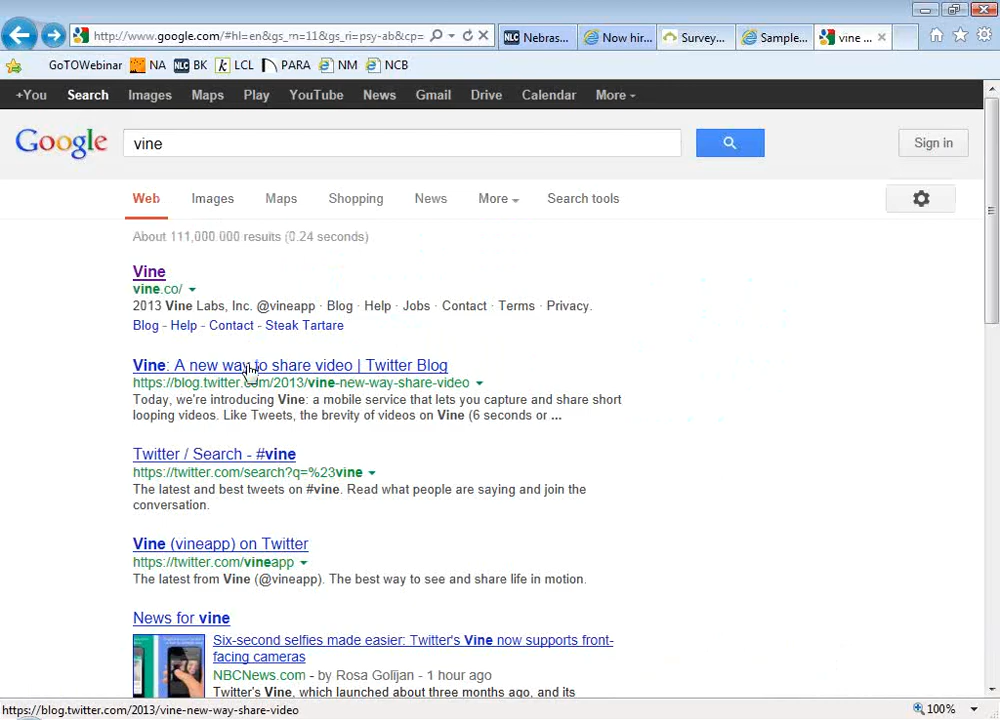 http://www.google.com/#hl=en&gs_rn=11&gs_ri=psy-ab&cp=
NLC Nebras... Now hir... Survey... Sample... vine ...
GoTOWebinar NA NLC BK k LCL PARA NM NCB
+You Search Images Maps Play YouTube News Gmail Drive Calendar More
Google vine Sign in
Web Images Maps Shopping News More Search tools
About 111,000,000 results (0.24 seconds)
Vine
vine.co/
2013 Vine Labs, Inc. @vineapp · Blog · Help · Jobs · Contact · Terms · Privacy.
Blog - Help - Contact - Steak Tartare
Vine: A new way to share video | Twitter Blog
https://blog.twitter.com/2013/vine-new-way-share-video
Today, we're introducing Vine: a mobile service that lets you capture and share short
looping videos. Like Tweets, the brevity of videos on Vine (6 seconds or ...
Twitter / Search - #vine
https://twitter.com/search?q=%23vine
The latest and best tweets on #vine. Read what people are saying and join the
conversation.
Vine (vineapp) on Twitter
https://twitter.com/vineapp
The latest from Vine (@vineapp). The best way to see and share life in motion.
News for vine
Six-second selfies made easier: Twitter's Vine now supports front-
facing cameras
NBCNews.com - by Rosa Golijan - 1 hour ago
Twitter's Vine, which launched about three months ago, and its
https://blog.twitter.com/2013/vine-new-way-share-video 100%